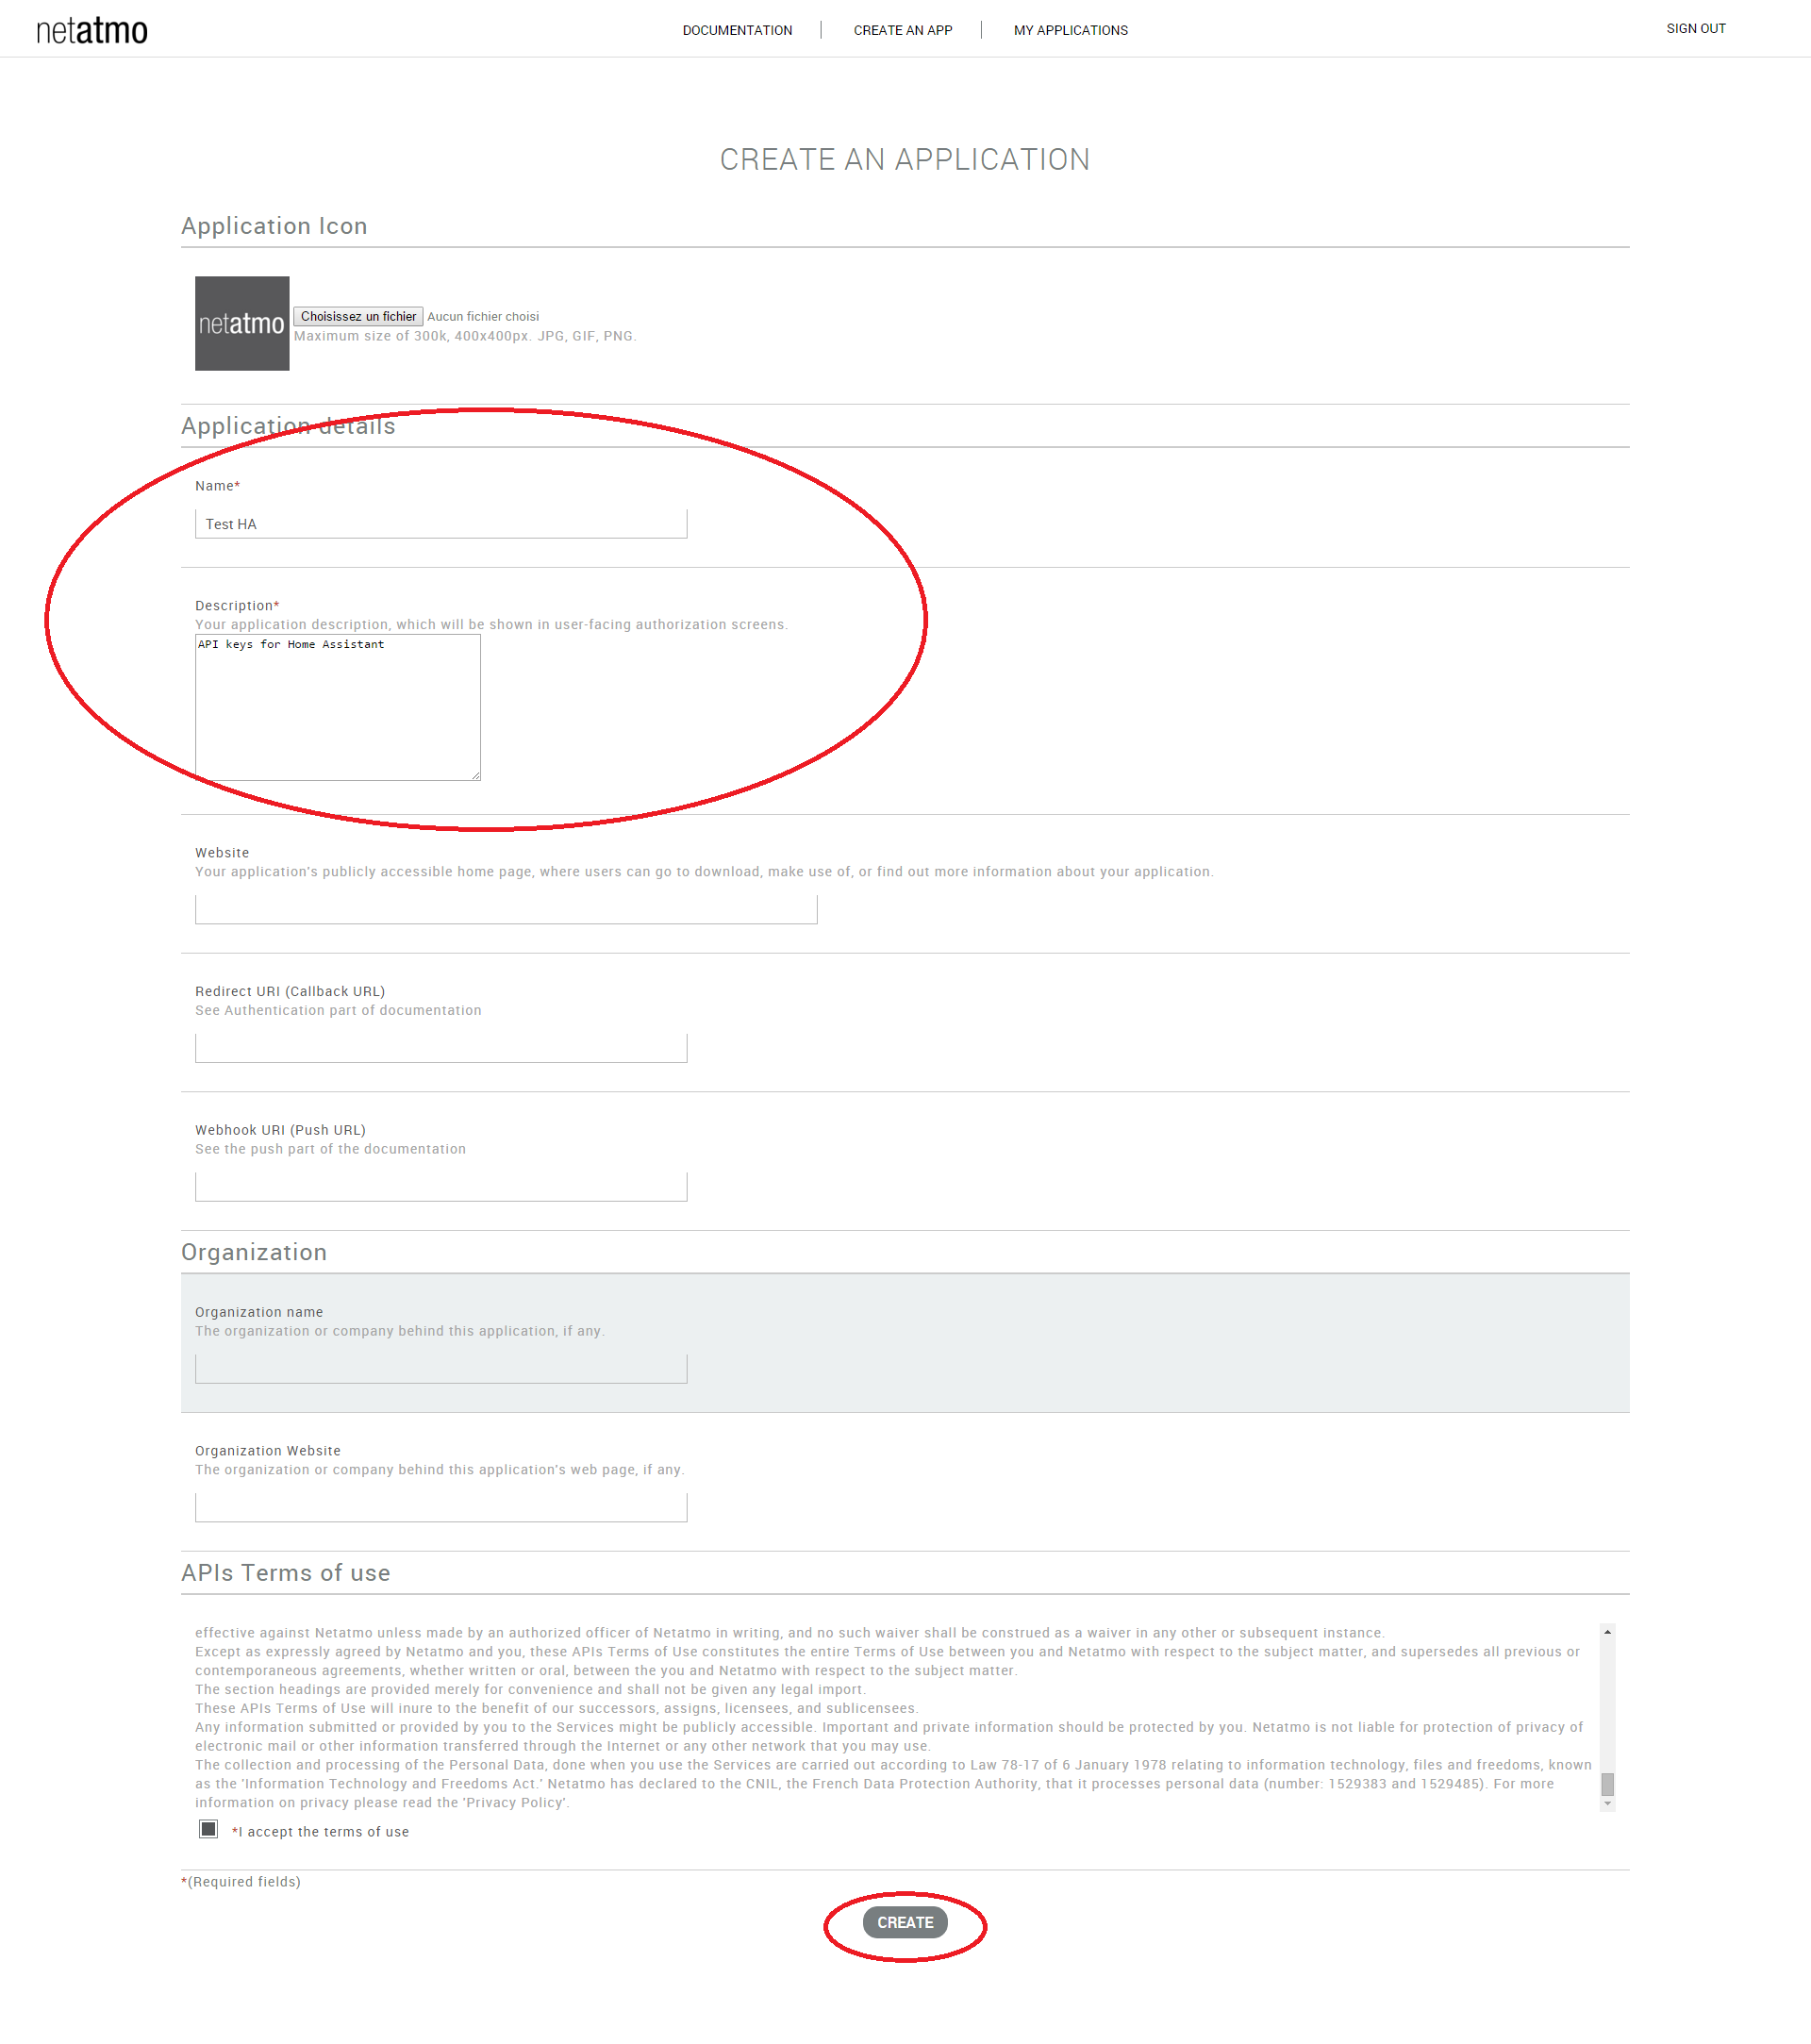 netatmo
DOCUMENTATION
CREATE AN APP
MY APPLICATIONS
SIGN OUT
CREATE AN APPLICATION
Application Icon
netatmo
Choisissez un fichier Aucun fichier choisi
Maximum size of 300k, 400x400px. JPG, GIF, PNG.
Application details
Name*
Test HA
Description*
Your application description, which will be shown in user-facing authorization screens.
API keys for Home Assistant
Website
Your application's publicly accessible home page, where users can go to download, make use of, or find out more information about your application.
Redirect URI (Callback URL)
See Authentication part of documentation
Webhook URI (Push URL)
See the push part of the documentation
Organization
Organization name
The organization or company behind this application, if any.
Organization Website
The organization or company behind this application's web page, if any.
APIs Terms of use
effective against Netatmo unless made by an authorized officer of Netatmo in writing, and no such waiver shall be construed as a waiver in any other or subsequent instance.
Except as expressly agreed by Netatmo and you, these APIs Terms of Use constitutes the entire Terms of Use between you and Netatmo with respect to the subject matter, and supersedes all previous or
contemporaneous agreements, whether written or oral, between the you and Netatmo with respect to the subject matter.
The section headings are provided merely for convenience and shall not be given any legal import.
These APIs Terms of Use will inure to the benefit of our successors, assigns, licensees, and sublicensees.
Any information submitted or provided by you to the Services might be publicly accessible. Important and private information should be protected by you. Netatmo is not liable for protection of privacy of
electronic mail or other information transferred through the Internet or any other network that you may use.
The collection and processing of the Personal Data, done when you use the Services are carried out according to Law 78-17 of 6 January 1978 relating to information technology, files and freedoms, known
as the 'Information Technology and Freedoms Act.' Netatmo has declared to the CNIL, the French Data Protection Authority, that it processes personal data (number: 1529383 and 1529485). For more
information on privacy please read the 'Privacy Policy'.
*I accept the terms of use
*(Required fields)
CREATE